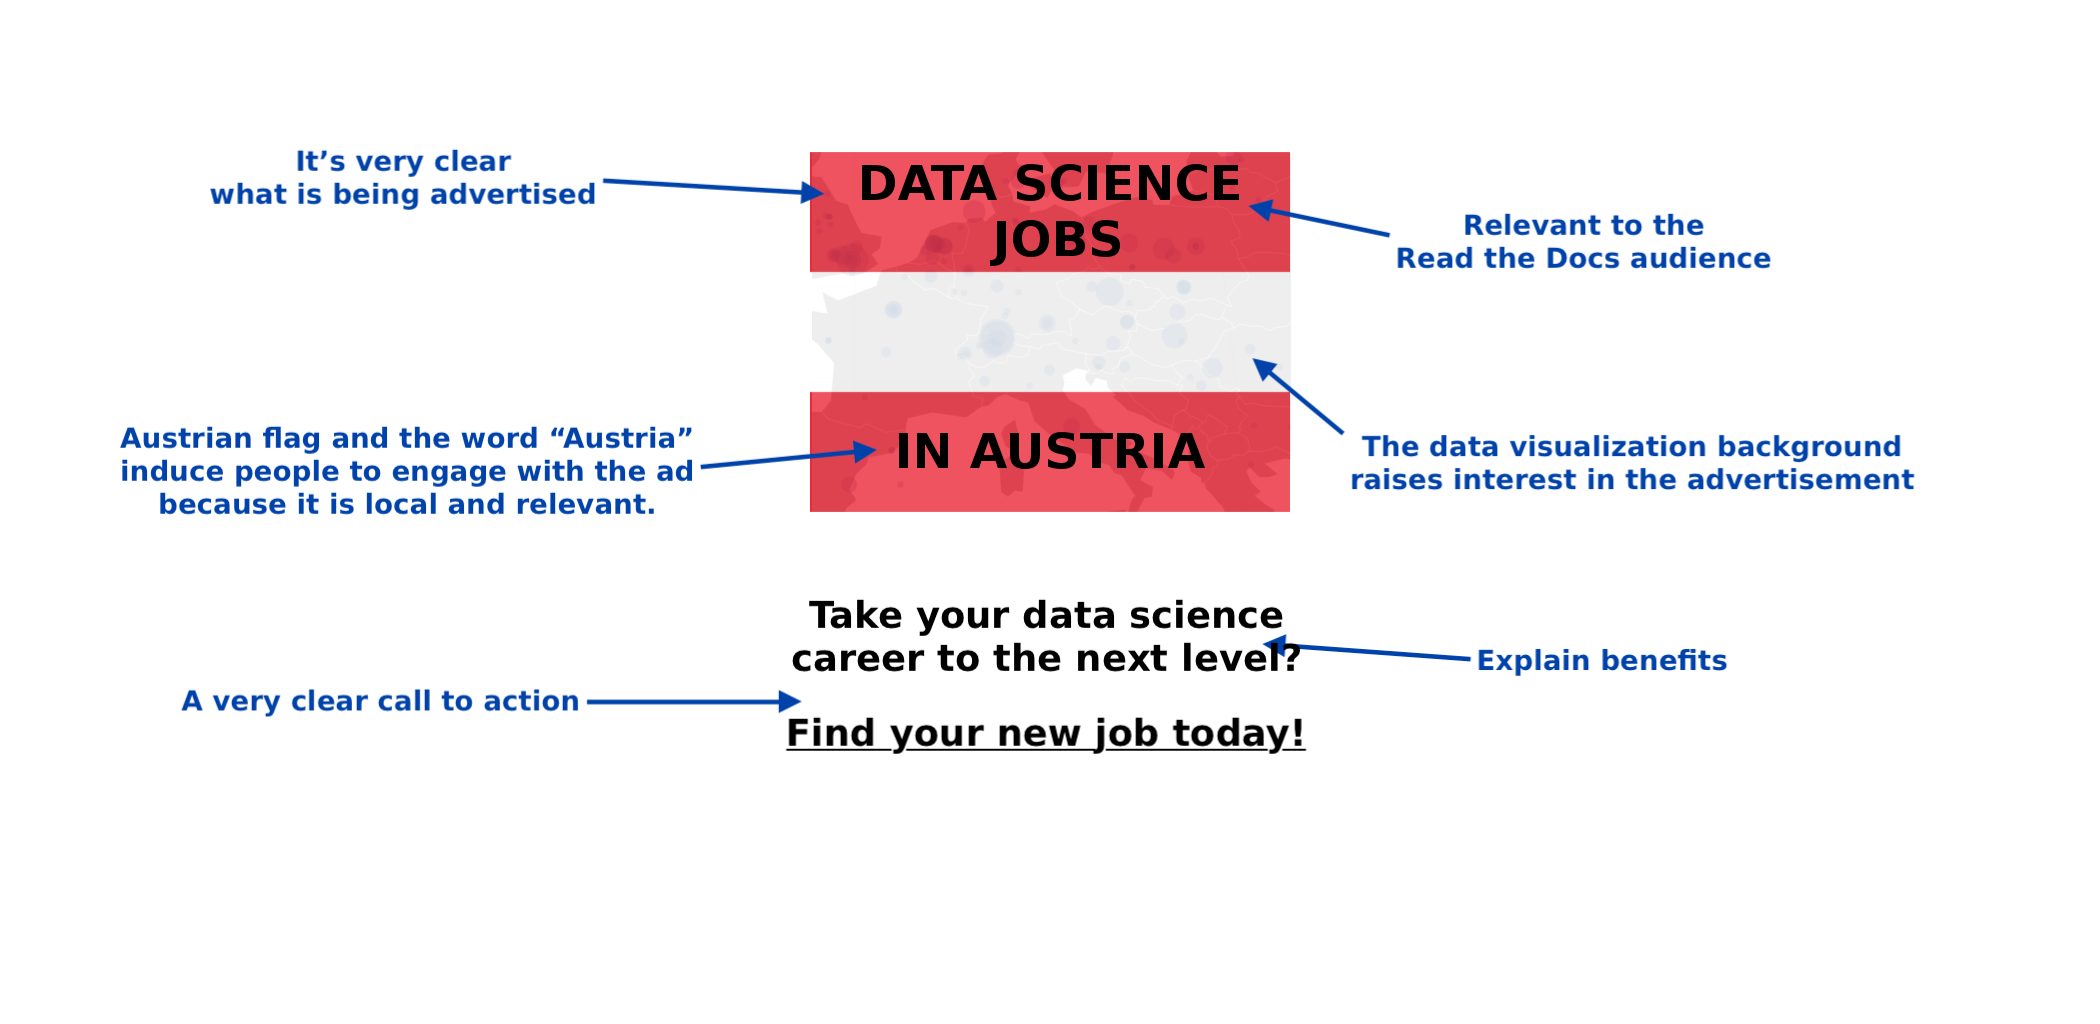 It’s very clear
what is being advertised
DATA SCIENCE
JOBS
Relevant to the
Read the Docs audience
Austrian flag and the word “Austria”
induce people to engage with the ad
because it is local and relevant.
IN AUSTRIA
The data visualization background
raises interest in the advertisement
Take your data science
career to the next level?
Explain benefits
A very clear call to action
Find your new job today!